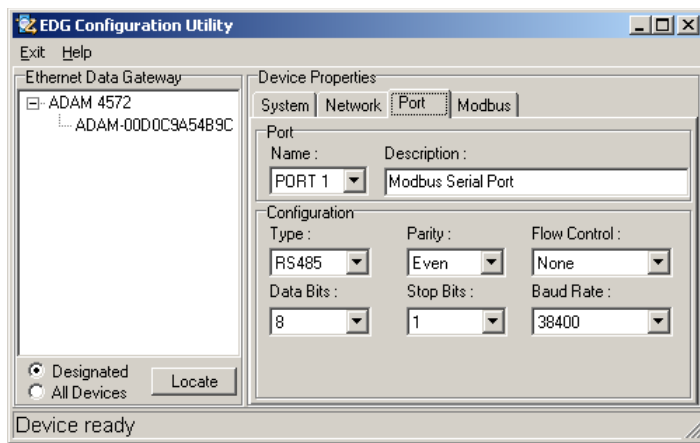 EDG Configuration Utility
Exit Help
Ethernet Data Gateway
ADAM 4572
ADAM-00D0C9A54B9C
Designated
All Devices
Locate
Device Properties
System Network Port Modbus
Port
Name : Description :
PORT 1 Modbus Serial Port
Configuration
Type : Parity : Flow Control :
RS485 Even None
Data Bits : Stop Bits : Baud Rate :
8 1 38400
Device ready